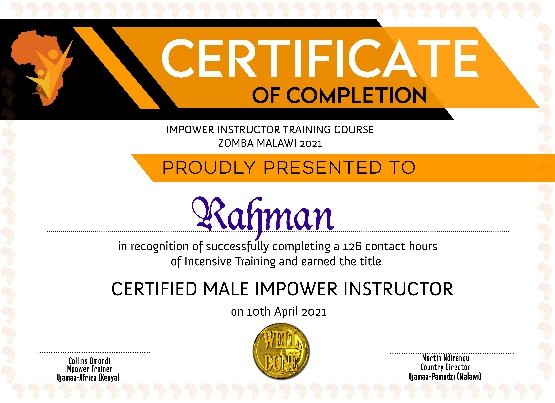 CERTIFICATE
OF COMPLETION
IMPOWER INSTRUCTOR TRAINING COURSE
ZOMBA MALAWI 2021
PROUDLY PRESENTED TO
Rahman
in recognition of successfully completing a 126 contact hours
of Intensive Training and earned the title
CERTIFIED MALE IMPOWER INSTRUCTOR
on 10th April 2021
WELL
DONE
Collins Omondi
Mpower Trainer
Ujamaa-Africa (Kenya)
Martin Ndirangu
Country Director
Ujamaa-Pamodzi (Malawi)